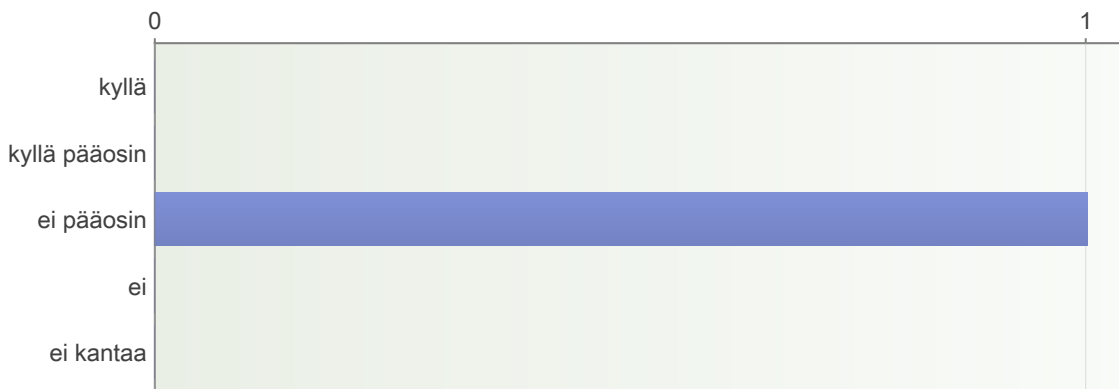 0 1
kyllä
kyllä pääosin
ei pääosin
ei
ei kantaa